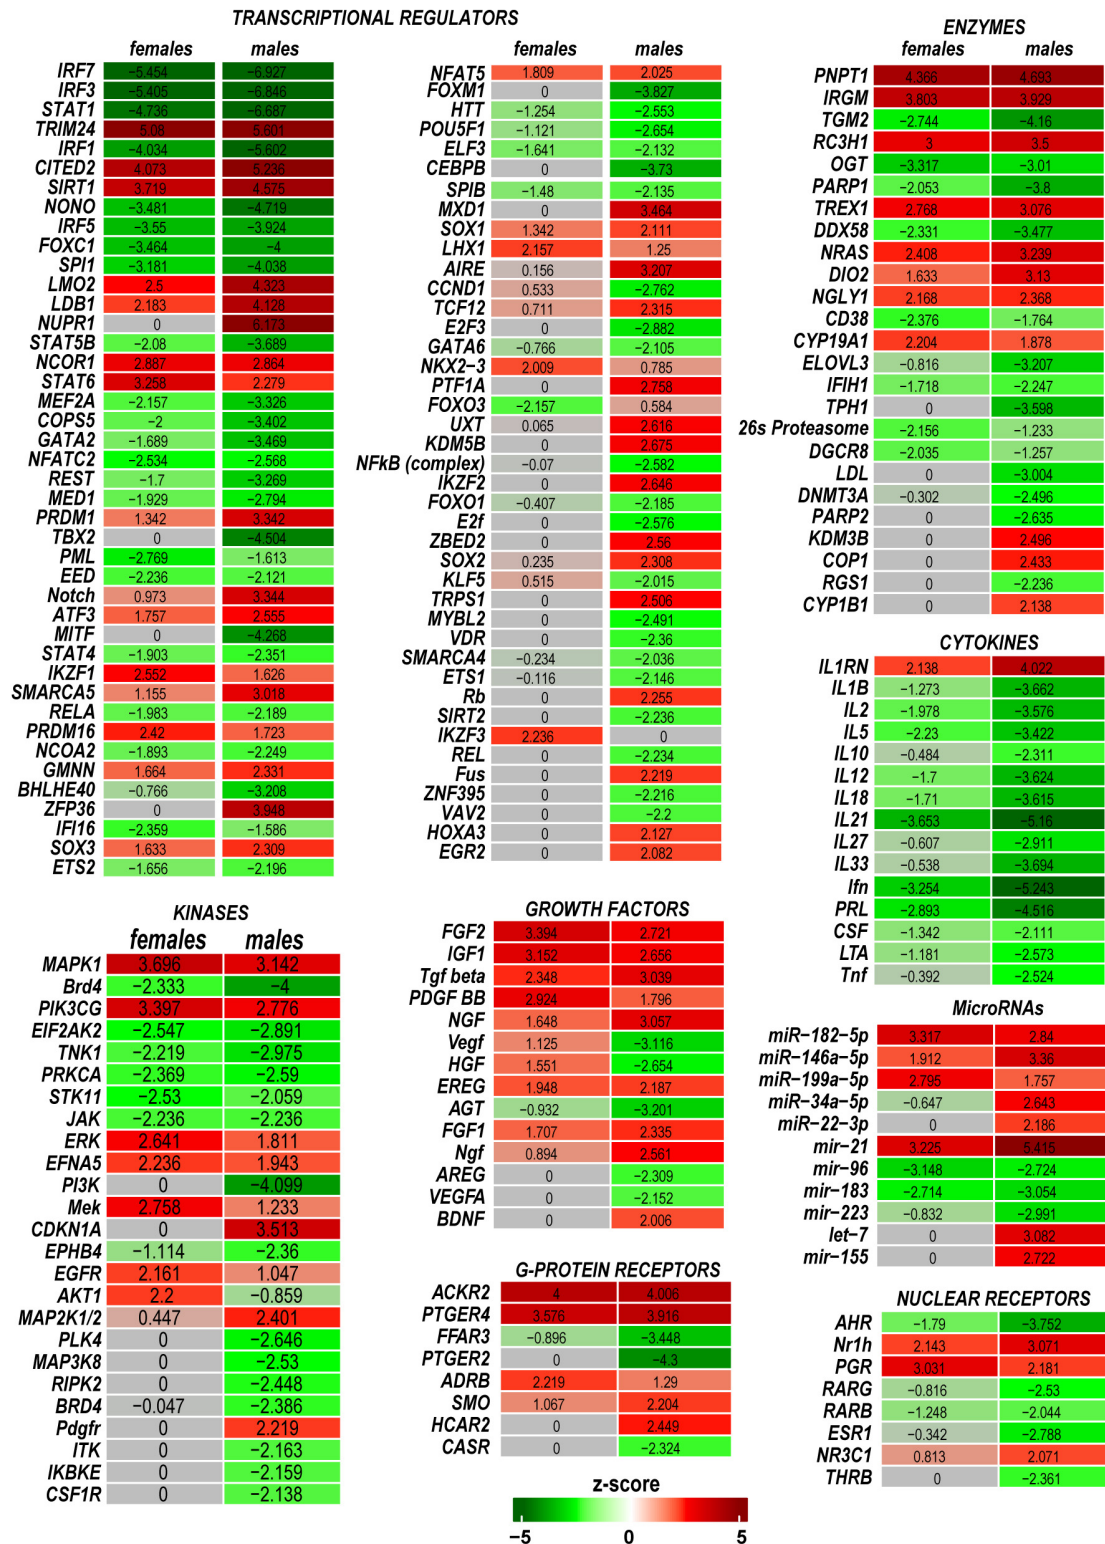 TRANSCRIPTIONAL REGULATORS
females males
IRF7 −5.454 −6.927
IRF3 −5.405 −6.846
STAT1 −4.736 −6.687
TRIM24 5.08 5.601
IRF1 −4.034 −5.602
CITED2 4.073 5.236
SIRT1 3.719 4.575
NONO −3.481 −4.719
IRF5 −3.55 −3.924
FOXC1 −3.464 −4
SPI1 −3.181 −4.038
LMO2 2.5 4.323
LDB1 2.183 4.128
NUPR1 0 6.173
STAT5B −2.08 −3.689
NCOR1 2.887 2.864
STAT6 3.258 2.279
MEF2A −2.157 −3.326
COPS5 −2 −3.402
GATA2 −1.689 −3.469
NFATC2 −2.534 −2.568
REST −1.7 −3.269
MED1 −1.929 −2.794
PRDM1 1.342 3.342
TBX2 0 −4.504
PML −2.769 −1.613
EED −2.236 −2.121
Notch 0.973 3.344
ATF3 1.757 2.555
MITF 0 −4.268
STAT4 −1.903 −2.351
IKZF1 2.552 1.626
SMARCA5 1.155 3.018
RELA −1.983 −2.189
PRDM16 2.42 1.723
NCOA2 −1.893 −2.249
GMNN 1.664 2.331
BHLHE40 −0.766 −3.208
ZFP36 0 3.948
IFI16 −2.359 −1.586
SOX3 1.633 2.309
ETS2 −1.656 −2.196
females males
NFAT5 1.809 2.025
FOXM1 0 −3.827
HTT −1.254 −2.553
POU5F1 −1.121 −2.654
ELF3 −1.641 −2.132
CEBPB 0 −3.73
SPIB −1.48 −2.135
MXD1 0 3.464
SOX1 1.342 2.111
LHX1 2.157 1.25
AIRE 0.156 3.207
CCND1 0.533 −2.762
TCF12 0.711 2.315
E2F3 0 −2.882
GATA6 −0.766 −2.105
NKX2−3 2.009 0.785
PTF1A 0 2.758
FOXO3 −2.157 0.584
UXT 0.065 2.616
KDM5B 0 2.675
NFkB (complex) −0.07 −2.582
IKZF2 0 2.646
FOXO1 −0.407 −2.185
E2f 0 −2.576
ZBED2 0 2.56
SOX2 0.235 2.308
KLF5 0.515 −2.015
TRPS1 0 2.506
MYBL2 0 −2.491
VDR 0 −2.36
SMARCA4 −0.234 −2.036
ETS1 −0.116 −2.146
Rb 0 2.255
SIRT2 0 −2.236
IKZF3 2.236 0
REL 0 −2.234
Fus 0 2.219
ZNF395 0 −2.216
VAV2 0 −2.2
HOXA3 0 2.127
EGR2 0 2.082
ENZYMES
females males
PNPT1 4.366 4.693
IRGM 3.803 3.929
TGM2 −2.744 −4.16
RC3H1 3 3.5
OGT −3.317 −3.01
PARP1 −2.053 −3.8
TREX1 2.768 3.076
DDX58 −2.331 −3.477
NRAS 2.408 3.239
DIO2 1.633 3.13
NGLY1 2.168 2.368
CD38 −2.376 −1.764
CYP19A1 2.204 1.878
ELOVL3 −0.816 −3.207
IFIH1 −1.718 −2.247
TPH1 0 −3.598
26s Proteasome −2.156 −1.233
DGCR8 −2.035 −1.257
LDL 0 −3.004
DNMT3A −0.302 −2.496
PARP2 0 −2.635
KDM3B 0 2.496
COP1 0 2.433
RGS1 0 −2.236
CYP1B1 0 2.138
CYTOKINES
IL1RN 2.138 4.022
IL1B −1.273 −3.662
IL2 −1.978 −3.576
IL5 −2.23 −3.422
IL10 −0.484 −2.311
IL12 −1.7 −3.624
IL18 −1.71 −3.615
IL21 −3.653 −5.16
IL27 −0.607 −2.911
IL33 −0.538 −3.694
Ifn −3.254 −5.243
PRL −2.893 −4.516
CSF −1.342 −2.111
LTA −1.181 −2.573
Tnf −0.392 −2.524
KINASES
females males
MAPK1 3.696 3.142
Brd4 −2.333 −4
PIK3CG 3.397 2.776
EIF2AK2 −2.547 −2.891
TNK1 −2.219 −2.975
PRKCA −2.369 −2.59
STK11 −2.53 −2.059
JAK −2.236 −2.236
ERK 2.641 1.811
EFNA5 2.236 1.943
PI3K 0 −4.099
Mek 2.758 1.233
CDKN1A 0 3.513
EPHB4 −1.114 −2.36
EGFR 2.161 1.047
AKT1 2.2 −0.859
MAP2K1/2 0.447 2.401
PLK4 0 −2.646
MAP3K8 0 −2.53
RIPK2 0 −2.448
BRD4 −0.047 −2.386
Pdgfr 0 2.219
ITK 0 −2.163
IKBKE 0 −2.159
CSF1R 0 −2.138
GROWTH FACTORS
FGF2 3.394 2.721
IGF1 3.152 2.656
Tgf beta 2.348 3.039
PDGF BB 2.924 1.796
NGF 1.648 3.057
Vegf 1.125 −3.116
HGF 1.551 −2.654
EREG 1.948 2.187
AGT −0.932 −3.201
FGF1 1.707 2.335
Ngf 0.894 2.561
AREG 0 −2.309
VEGFA 0 −2.152
BDNF 0 2.006
G-PROTEIN RECEPTORS
ACKR2 4 4.006
PTGER4 3.576 3.916
FFAR3 −0.896 −3.448
PTGER2 0 −4.3
ADRB 2.219 1.29
SMO 1.067 2.204
HCAR2 0 2.449
CASR 0 −2.324
z-score
−5 0 5
MicroRNAs
miR−182−5p 3.317 2.84
miR−146a−5p 1.912 3.36
miR−199a−5p 2.795 1.757
miR−34a−5p −0.647 2.643
miR−22−3p 0 2.186
mir−21 3.225 5.415
mir−96 −3.148 −2.724
mir−183 −2.714 −3.054
mir−223 −0.832 −2.991
let−7 0 3.082
mir−155 0 2.722
NUCLEAR RECEPTORS
AHR −1.79 −3.752
Nr1h 2.143 3.071
PGR 3.031 2.181
RARG −0.816 −2.53
RARB −1.248 −2.044
ESR1 −0.342 −2.788
NR3C1 0.813 2.071
THRB 0 −2.361